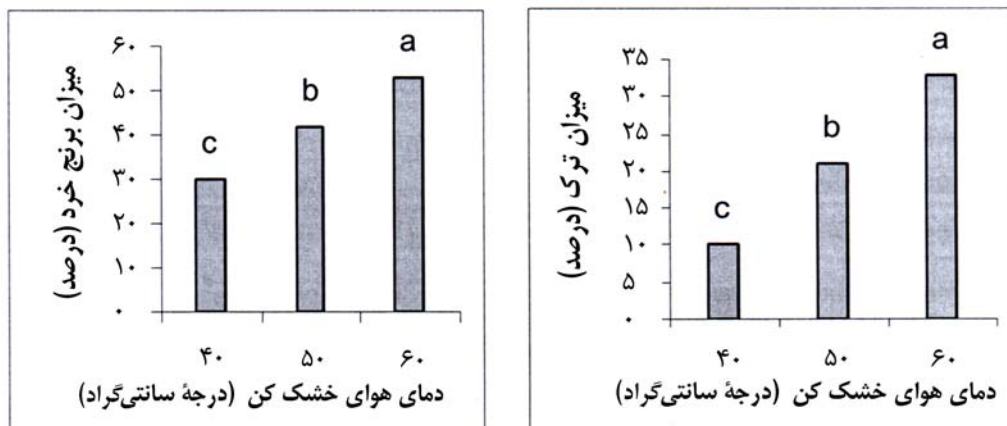 میزان ترک (درصد)
۳۵
۳۰
۲۵
۲۰
۱۵
۱۰
۵
۰
c
b
a
۴۰ ۵۰ ۶۰
دمای هوای خشک کن (درجهٔ سانتی‌گراد)
میزان برنج خرد (درصد)
۶۰
۵۰
۴۰
۳۰
۲۰
۱۰
۰
c
b
a
۴۰ ۵۰ ۶۰
دمای هوای خشک کن (درجهٔ سانتی‌گراد)